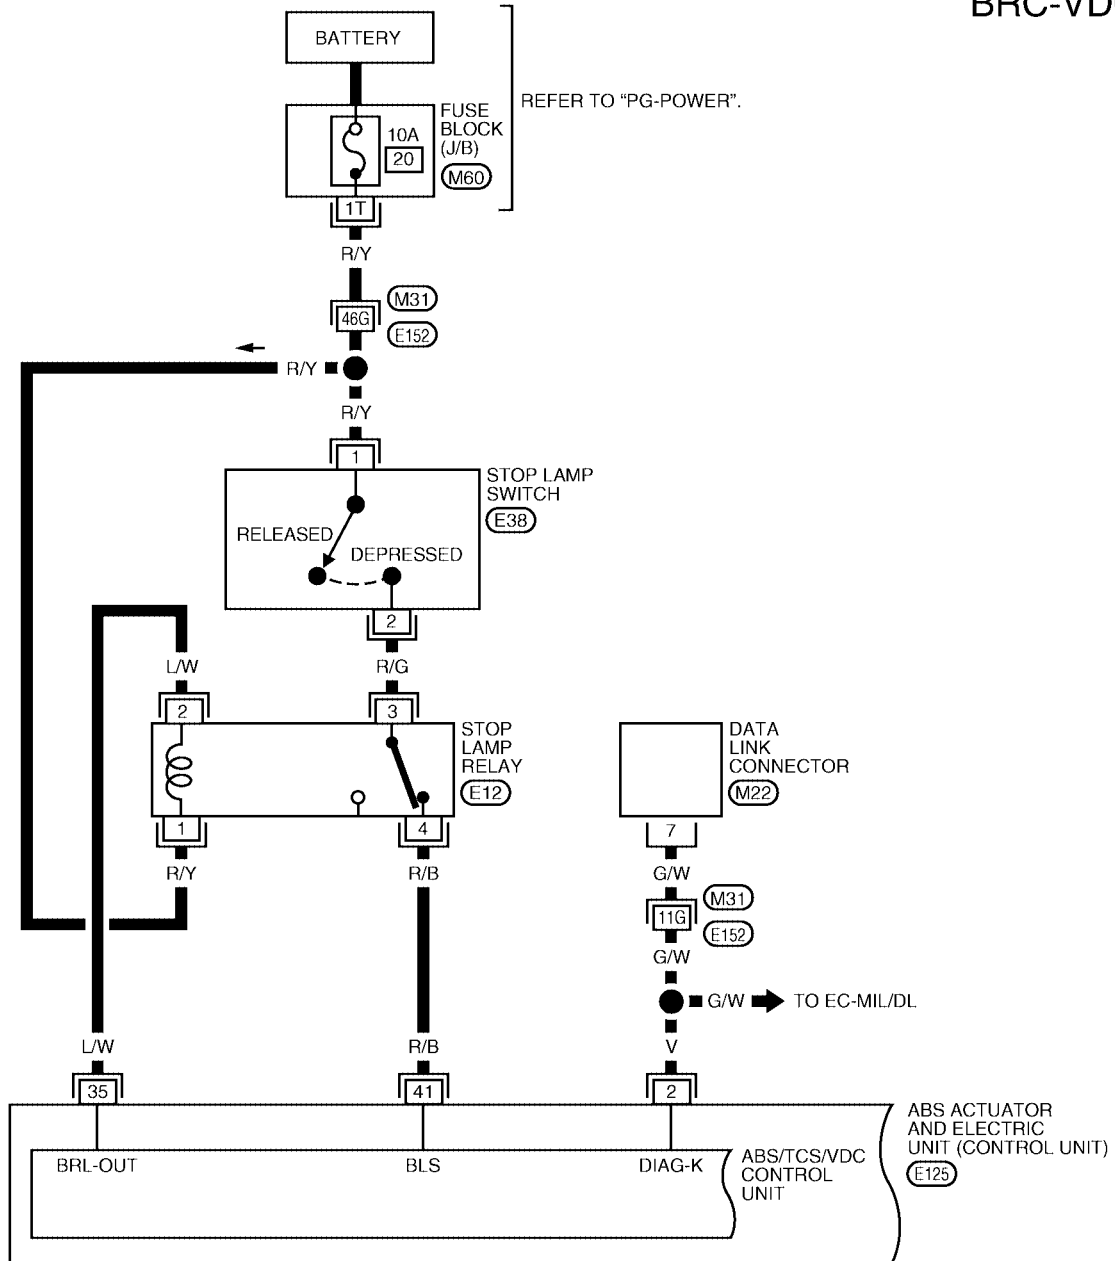 BRC-VD
BATTERY
REFER TO “PG-POWER”.
FUSE
BLOCK
(J/B)
M60
10A
20
1T
R/Y
M31
46G
E152
R/Y
R/Y
1
STOP LAMP
SWITCH
E38
RELEASED
DEPRESSED
2
L/W
R/G
2
3
STOP
LAMP
RELAY
E12
DATA
LINK
CONNECTOR
M22
1
4
7
R/Y
R/B
G/W
M31
11G
E152
G/W
G/W
TO EC-MIL/DL
L/W
R/B
V
35
41
2
ABS ACTUATOR
AND ELECTRIC
UNIT (CONTROL UNIT)
E125
BRL-OUT
BLS
DIAG-K
ABS/TCS/VDC
CONTROL
UNIT